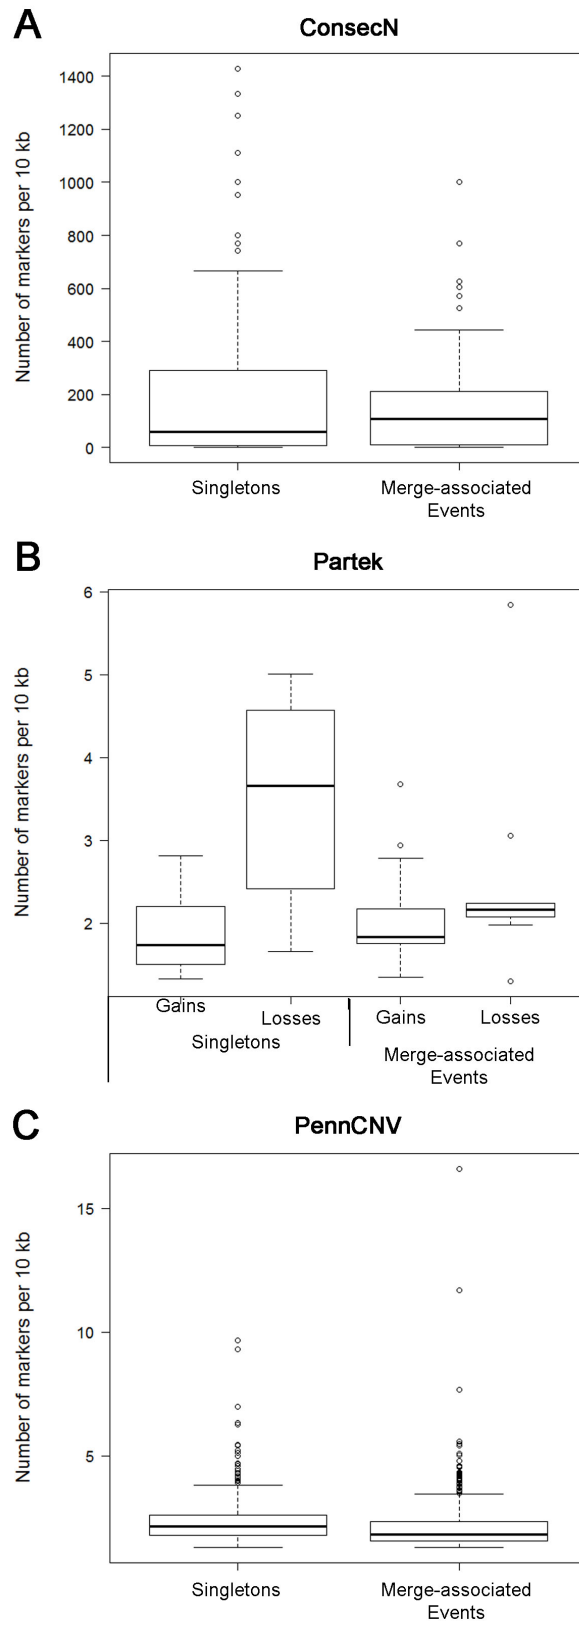 A
ConsecN
Number of markers per 10 kb
1400
1200
1000
800
600
400
200
0
Singletons
Merge-associated
Events
B
Partek
Number of markers per 10 kb
6
5
4
3
2
Gains
Losses
Gains
Losses
Singletons
Merge-associated
Events
C
PennCNV
Number of markers per 10 kb
15
10
5
Singletons
Merge-associated
Events